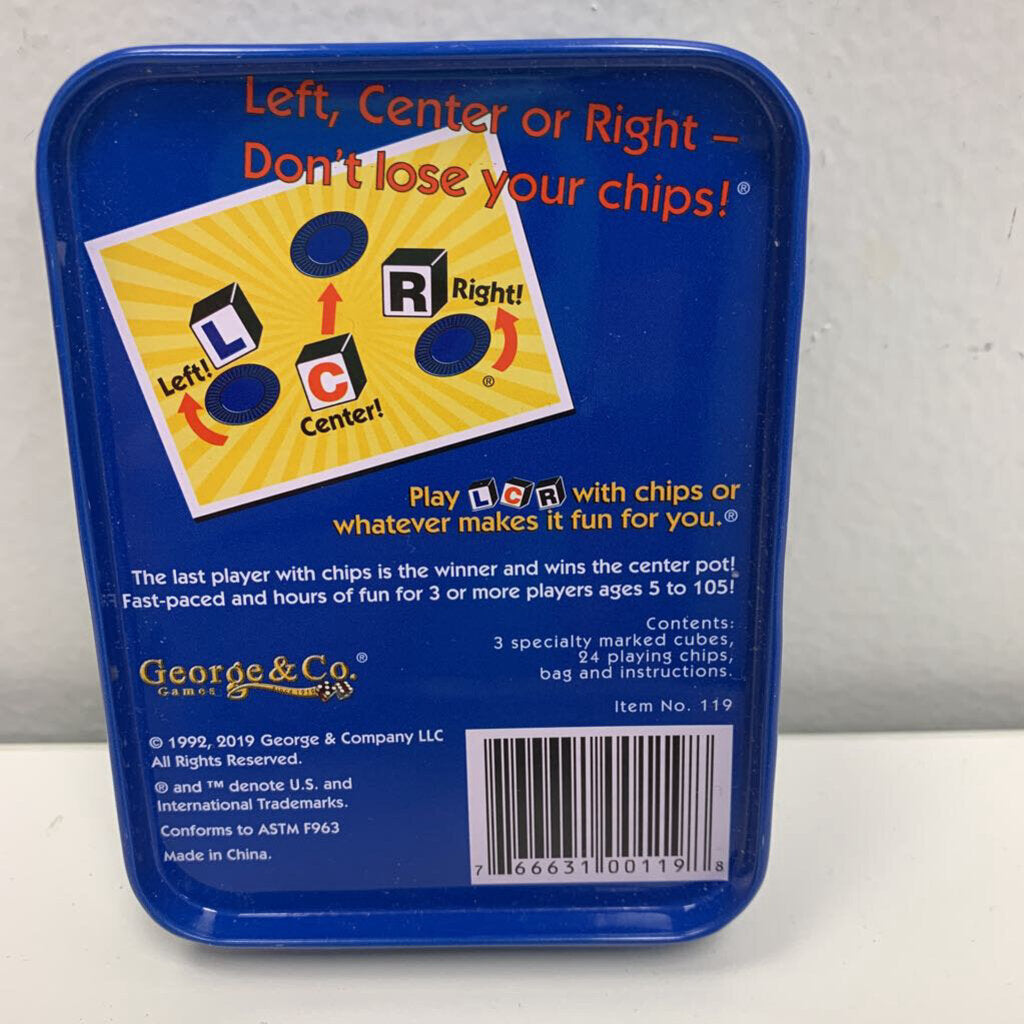 Left, Center or Right –
Don't lose your chips!®
L
R
Right!
Left!
C
Center!
®
Play LCR with chips or
whatever makes it fun for you.®
The last player with chips is the winner and wins the center pot!
Fast-paced and hours of fun for 3 or more players ages 5 to 105!
Contents:
3 specialty marked cubes,
24 playing chips,
bag and instructions.
Item No. 119
George & Co.®
Games SINCE 1919
© 1992, 2019 George & Company LLC
All Rights Reserved.
® and ™ denote U.S. and
International Trademarks.
Conforms to ASTM F963
Made in China.
7 66631 00119 8